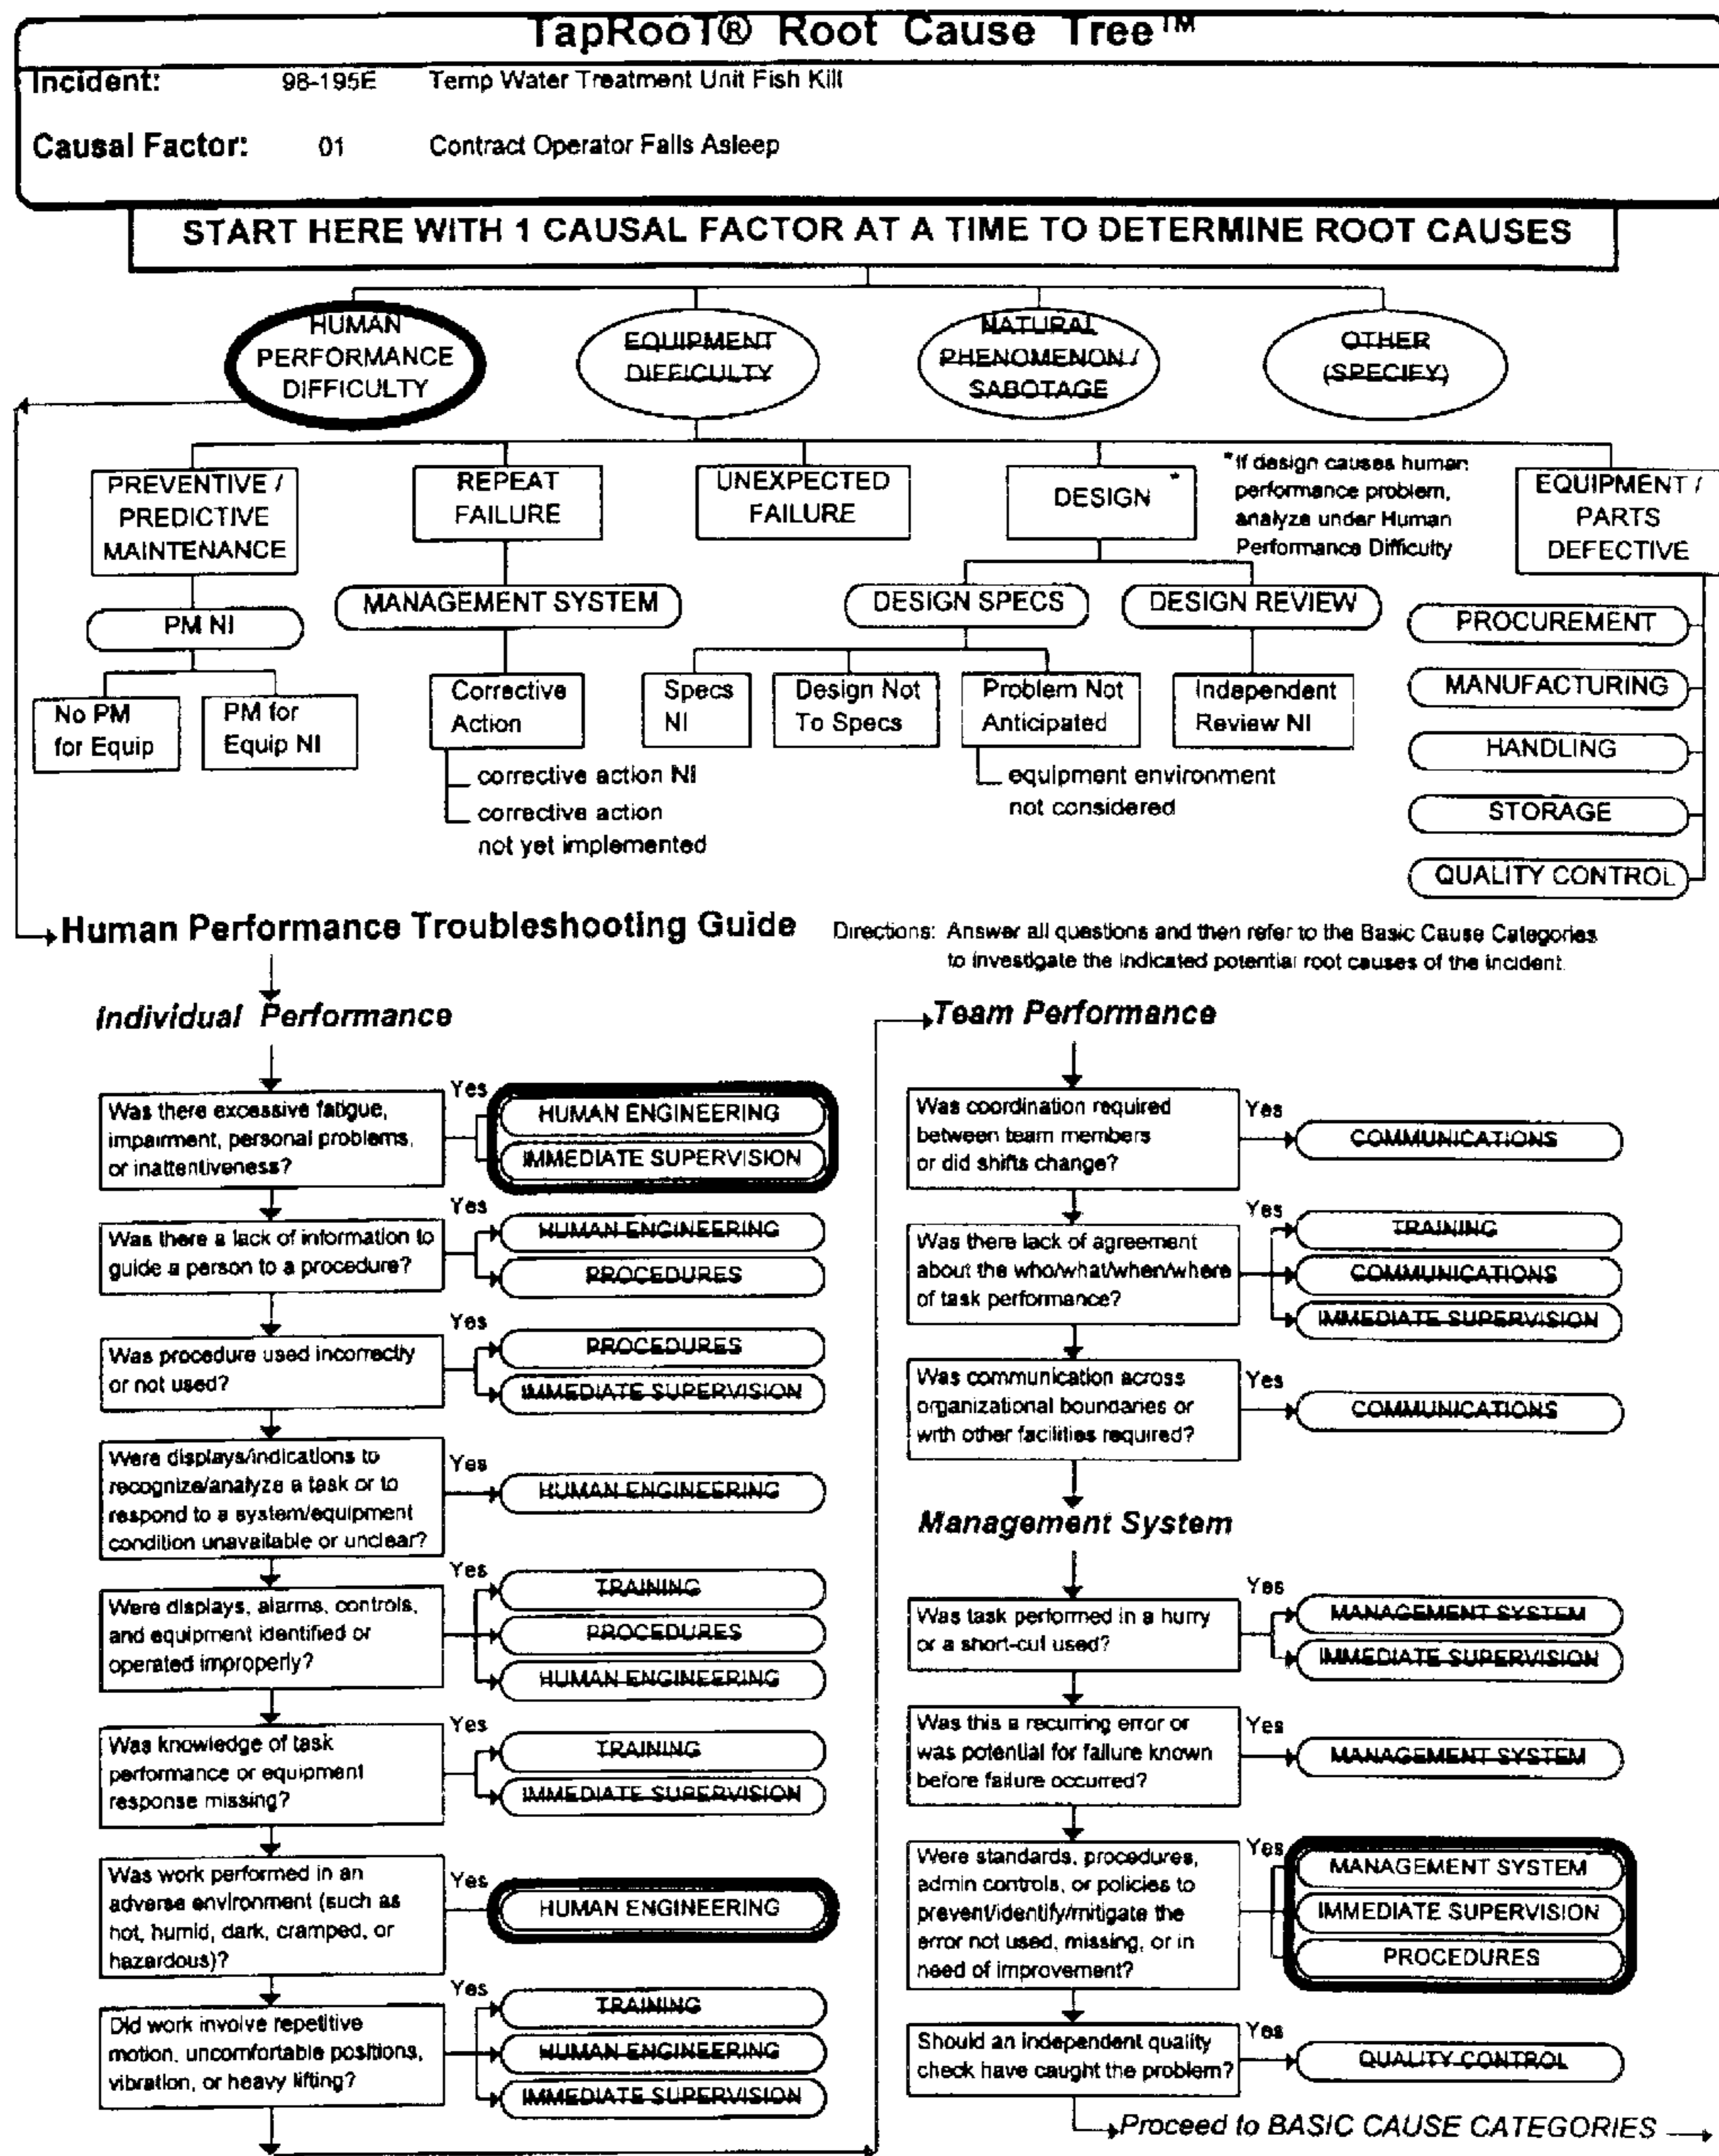 TapRooT® Root Cause Tree™
Incident: 98-195E Temp Water Treatment Unit Fish Kill
Causal Factor: 01 Contract Operator Falls Asleep
START HERE WITH 1 CAUSAL FACTOR AT A TIME TO DETERMINE ROOT CAUSES
HUMAN
PERFORMANCE
DIFFICULTY
EQUIPMENT
DIFFICULTY
NATURAL
PHENOMENON /
SABOTAGE
OTHER
(SPECIFY)
PREVENTIVE /
PREDICTIVE
MAINTENANCE
REPEAT
FAILURE
UNEXPECTED
FAILURE
DESIGN *
*If design causes human
performance problem,
analyze under Human
Performance Difficulty
EQUIPMENT /
PARTS
DEFECTIVE
PM NI
MANAGEMENT SYSTEM
DESIGN SPECS
DESIGN REVIEW
PROCUREMENT
MANUFACTURING
HANDLING
STORAGE
QUALITY CONTROL
No PM
for Equip
PM for
Equip NI
Corrective
Action
corrective action NI
corrective action
not yet implemented
Specs
NI
Design Not
To Specs
Problem Not
Anticipated
equipment environment
not considered
Independent
Review NI
Human Performance Troubleshooting Guide
Directions: Answer all questions and then refer to the Basic Cause Categories
to investigate the indicated potential root causes of the incident.
Individual Performance
Was there excessive fatigue,
impairment, personal problems,
or inattentiveness?
Yes
HUMAN ENGINEERING
IMMEDIATE SUPERVISION
Was there a lack of information to
guide a person to a procedure?
Yes
HUMAN ENGINEERING
PROCEDURES
Was procedure used incorrectly
or not used?
Yes
PROCEDURES
IMMEDIATE SUPERVISION
Were displays/indications to
recognize/analyze a task or to
respond to a system/equipment
condition unavailable or unclear?
Yes
HUMAN ENGINEERING
Were displays, alarms, controls,
and equipment identified or
operated improperly?
Yes
TRAINING
PROCEDURES
HUMAN ENGINEERING
Was knowledge of task
performance or equipment
response missing?
Yes
TRAINING
IMMEDIATE SUPERVISION
Was work performed in an
adverse environment (such as
hot, humid, dark, cramped, or
hazardous)?
Yes
HUMAN ENGINEERING
Did work involve repetitive
motion, uncomfortable positions,
vibration, or heavy lifting?
Yes
TRAINING
HUMAN ENGINEERING
IMMEDIATE SUPERVISION
Team Performance
Was coordination required
between team members
or did shifts change?
Yes
COMMUNICATIONS
Was there lack of agreement
about the who/what/when/where
of task performance?
Yes
TRAINING
COMMUNICATIONS
IMMEDIATE SUPERVISION
Was communication across
organizational boundaries or
with other facilities required?
Yes
COMMUNICATIONS
Management System
Was task performed in a hurry
or a short-cut used?
Yes
MANAGEMENT SYSTEM
IMMEDIATE SUPERVISION
Was this a recurring error or
was potential for failure known
before failure occurred?
Yes
MANAGEMENT SYSTEM
Were standards, procedures,
admin controls, or policies to
prevent/identify/mitigate the
error not used, missing, or in
need of improvement?
Yes
MANAGEMENT SYSTEM
IMMEDIATE SUPERVISION
PROCEDURES
Should an independent quality
check have caught the problem?
Yes
QUALITY CONTROL
Proceed to BASIC CAUSE CATEGORIES